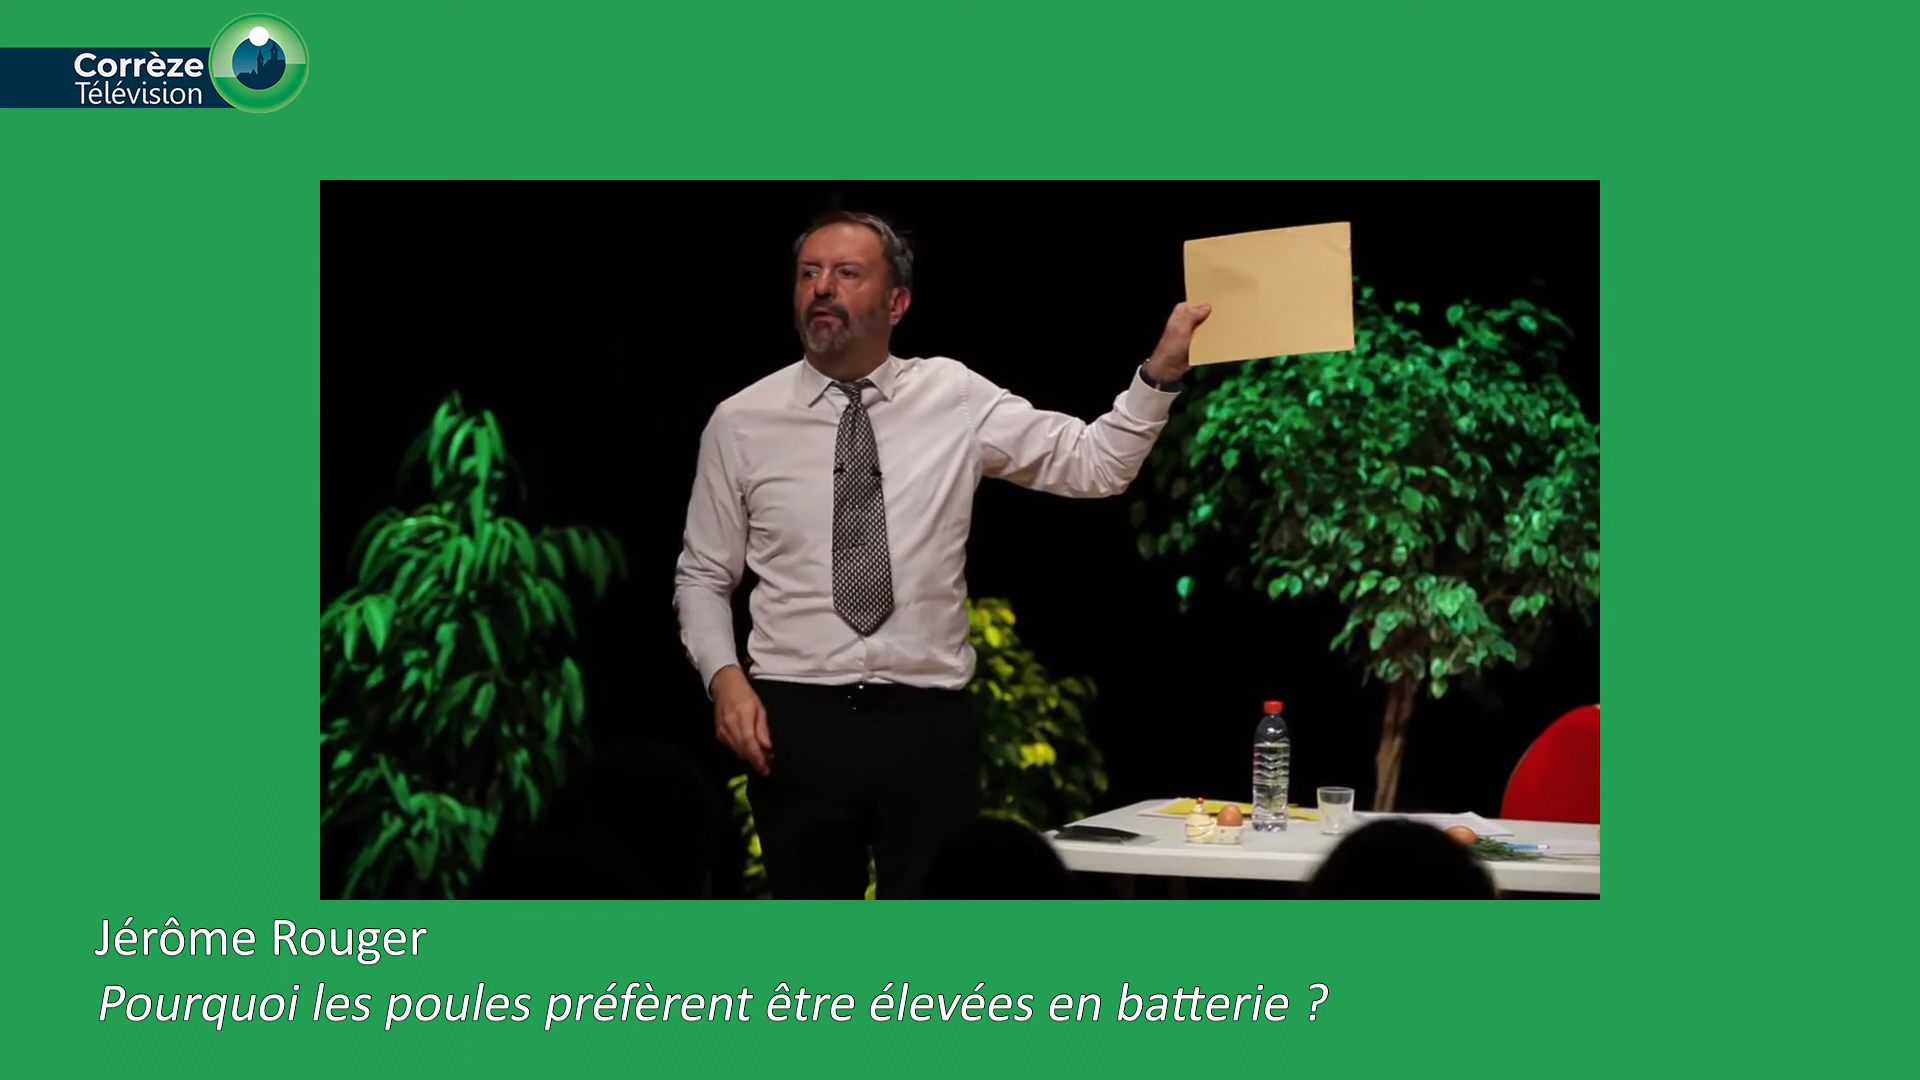 Corrèze
Télévision
Jérôme Rouger
Pourquoi les poules préfèrent être élevées en batterie ?